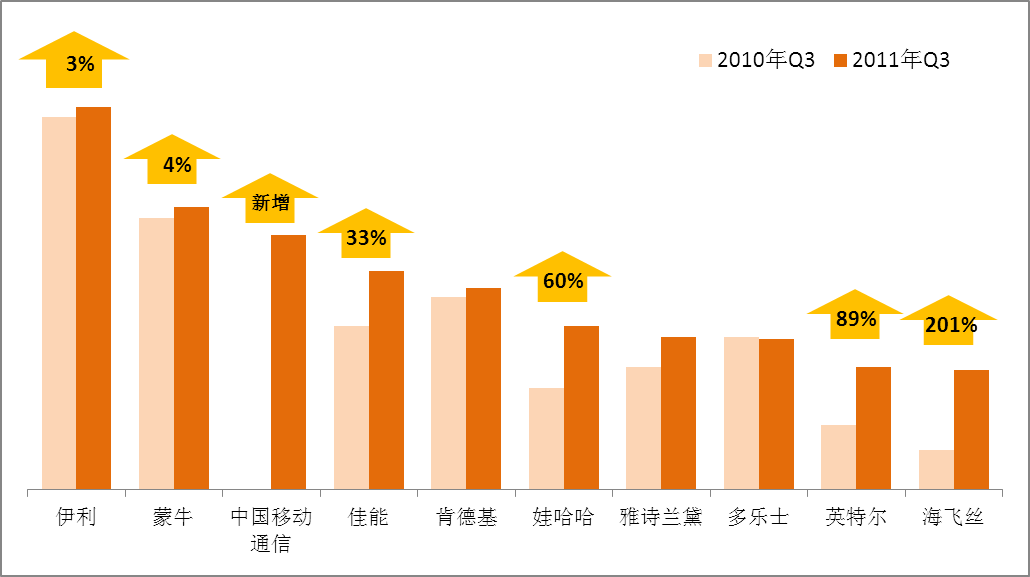 3%
2010年Q3
2011年Q3
4%
新增
33%
60%
89%
201%
伊利
蒙牛
中国移动
通信
佳能
肯德基
娃哈哈
雅诗兰黛
多乐士
英特尔
海飞丝